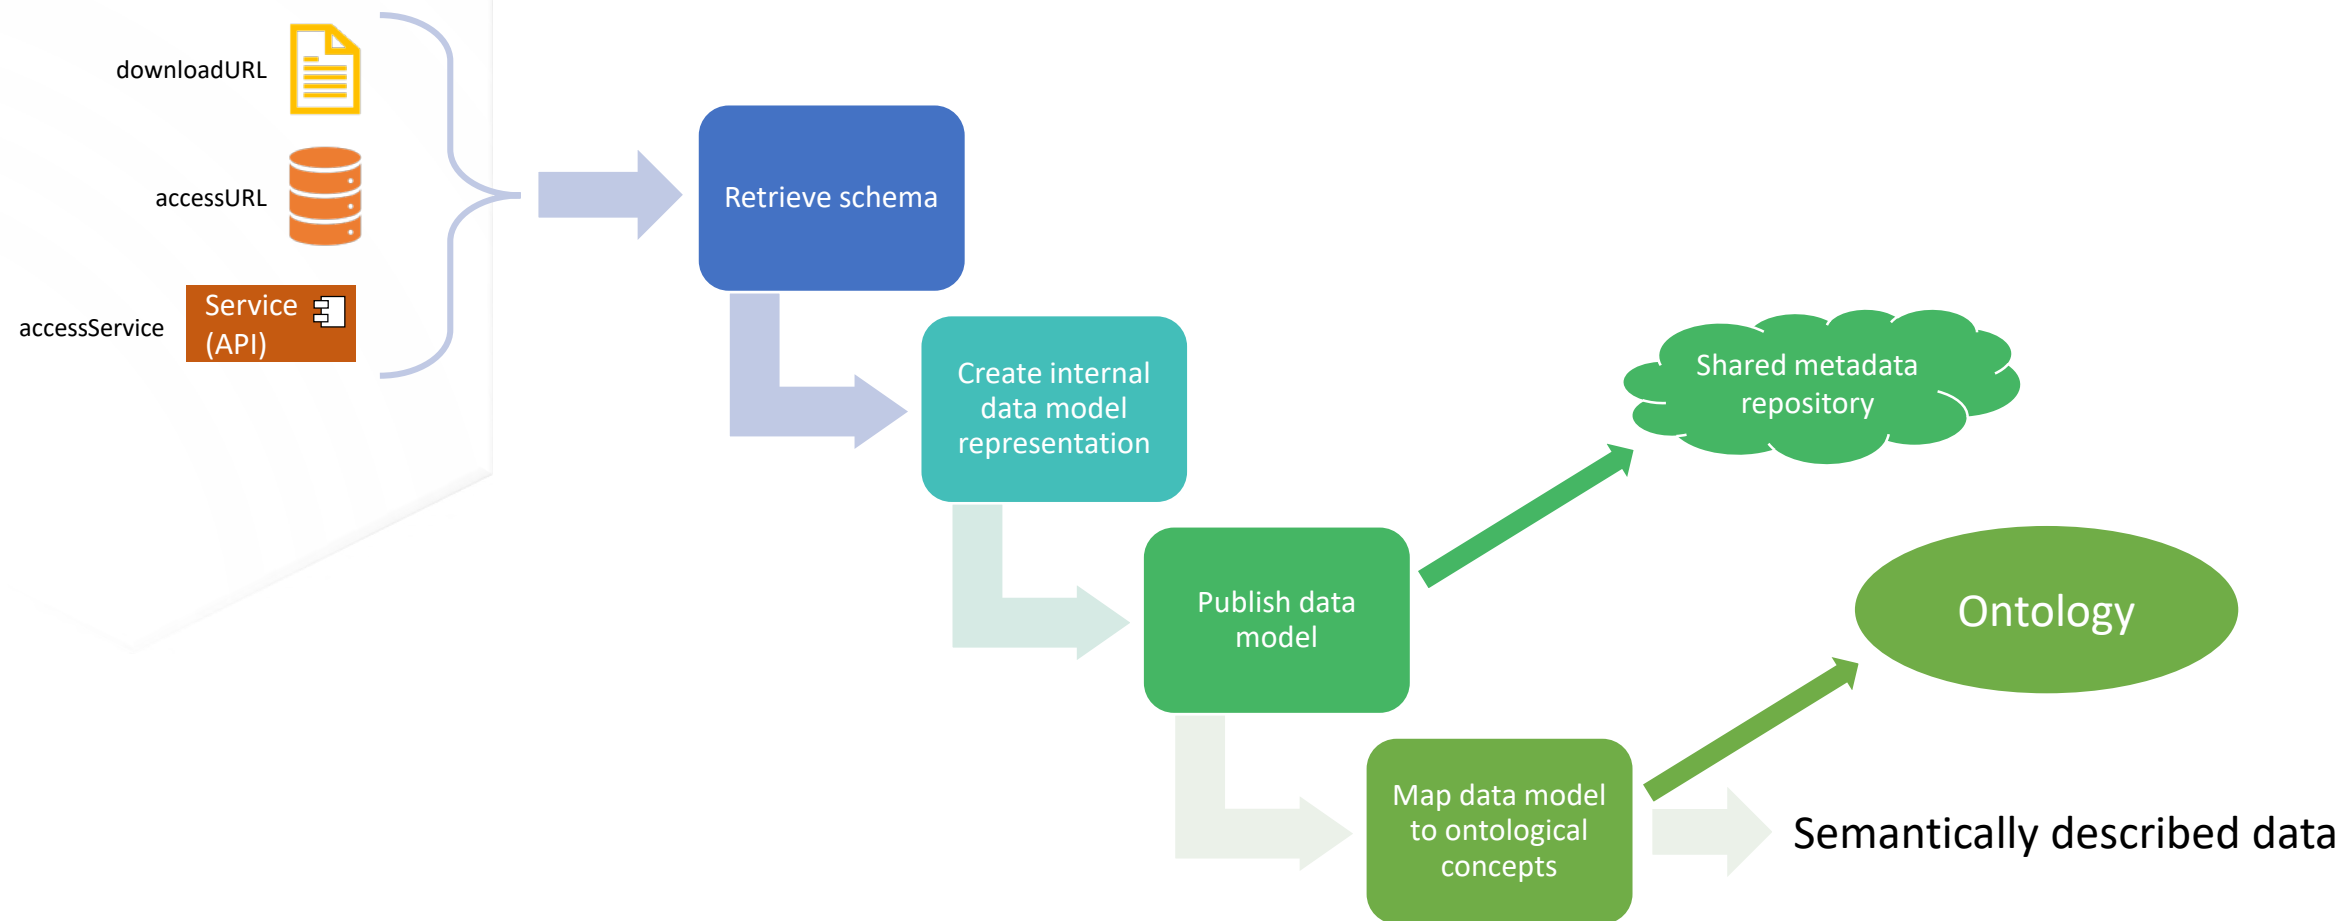 downloadURL
accessURL
accessService
Service
(API)
Retrieve schema
Create internal
data model
representation
Publish data
model
Map data model
to ontological
concepts
Shared metadata
repository
Ontology
Semantically described data